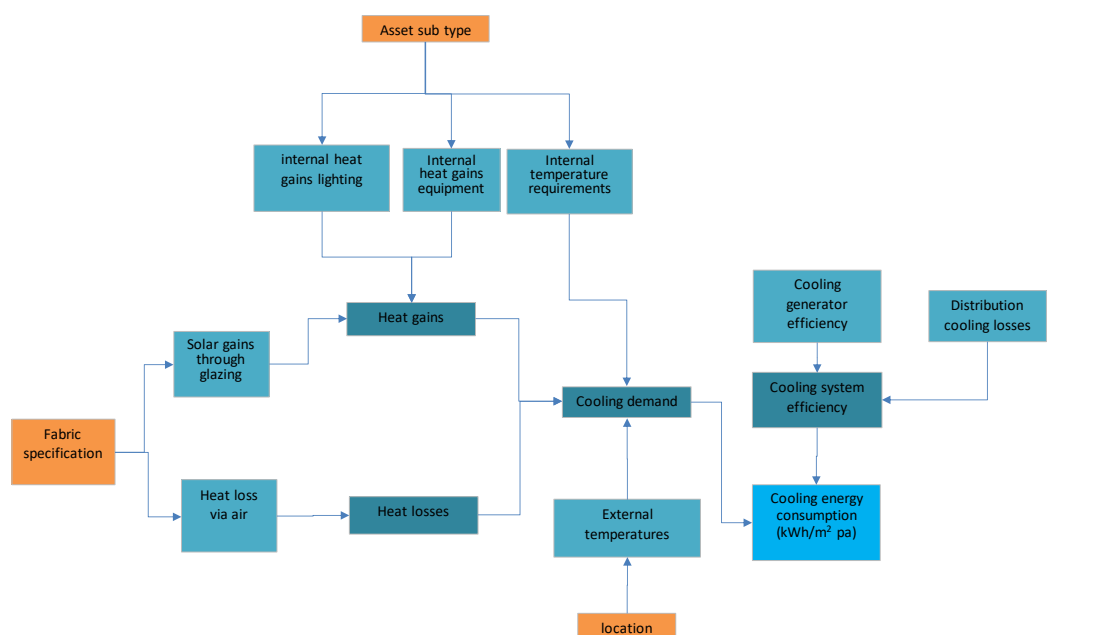 Asset sub type
internal heat
gains lighting
Internal
heat gains
equipment
Internal
temperature
requirements
Cooling
generator
efficiency
Distribution
cooling losses
Heat gains
Solar gains
through
glazing
Cooling demand
Cooling system
efficiency
Fabric
specification
Heat loss
via air
Heat losses
External
temperatures
Cooling energy
consumption
(kWh/m² pa)
location